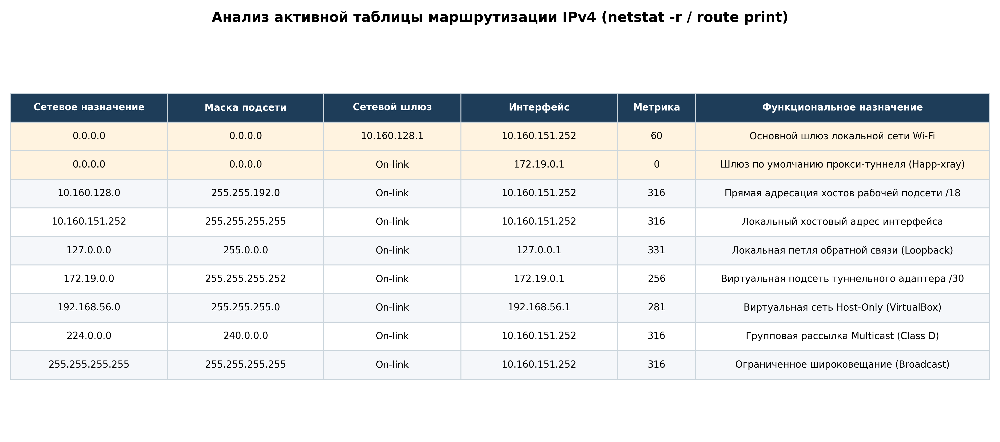 Анализ активной таблицы маршрутизации IPv4 (netstat -r / route print)
Сетевое назначение Маска подсети Сетевой шлюз Интерфейс Метрика Функциональное назначение
0.0.0.0 0.0.0.0 10.160.128.1 10.160.151.252 60 Основной шлюз локальной сети Wi-Fi
0.0.0.0 0.0.0.0 On-link 172.19.0.1 0 Шлюз по умолчанию прокси-туннеля (Happ-xray)
10.160.128.0 255.255.192.0 On-link 10.160.151.252 316 Прямая адресация хостов рабочей подсети /18
10.160.151.252 255.255.255.255 On-link 10.160.151.252 316 Локальный хостовый адрес интерфейса
127.0.0.0 255.0.0.0 On-link 127.0.0.1 331 Локальная петля обратной связи (Loopback)
172.19.0.0 255.255.255.252 On-link 172.19.0.1 256 Виртуальная подсеть туннельного адаптера /30
192.168.56.0 255.255.255.0 On-link 192.168.56.1 281 Виртуальная сеть Host-Only (VirtualBox)
224.0.0.0 240.0.0.0 On-link 10.160.151.252 316 Групповая рассылка Multicast (Class D)
255.255.255.255 255.255.255.255 On-link 10.160.151.252 316 Ограниченное широковещание (Broadcast)